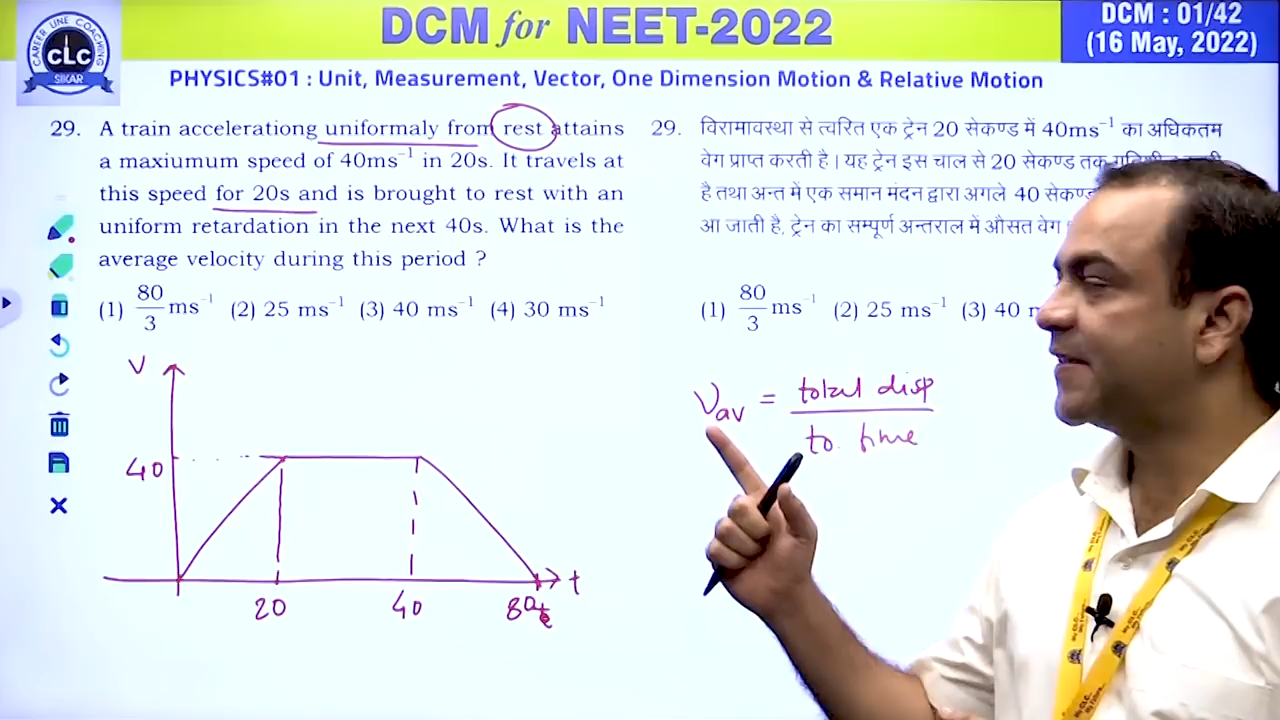 DCM for NEET-2022
DCM : 01/42
(16 May, 2022)
CAREER LINE COACHING
CLC
SIKAR
PHYSICS#01 : Unit, Measurement, Vector, One Dimension Motion & Relative Motion
29. A train accelerationg uniformaly from rest attains
a maxiumum speed of 40ms⁻¹ in 20s. It travels at
this speed for 20s and is brought to rest with an
uniform retardation in the next 40s. What is the
average velocity during this period ?
(1) 80/3 ms⁻¹ (2) 25 ms⁻¹ (3) 40 ms⁻¹ (4) 30 ms⁻¹
29. विरामावस्था से त्वरित एक ट्रेन 20 सेकण्ड में 40ms⁻¹ का अधिकतम
वेग प्राप्त करती है। यह ट्रेन इस चाल से 20 सेकण्ड तक
है तथा अन्त में एक समान मंदन द्वारा अगले 40
आ जाती है, ट्रेन का सम्पूर्ण अन्तराल में औसत वेग
(1) 80/3 ms⁻¹ (2) 25 ms⁻¹ (3) 40
V
40
20 40 80 t
Vav = total disp / to. time